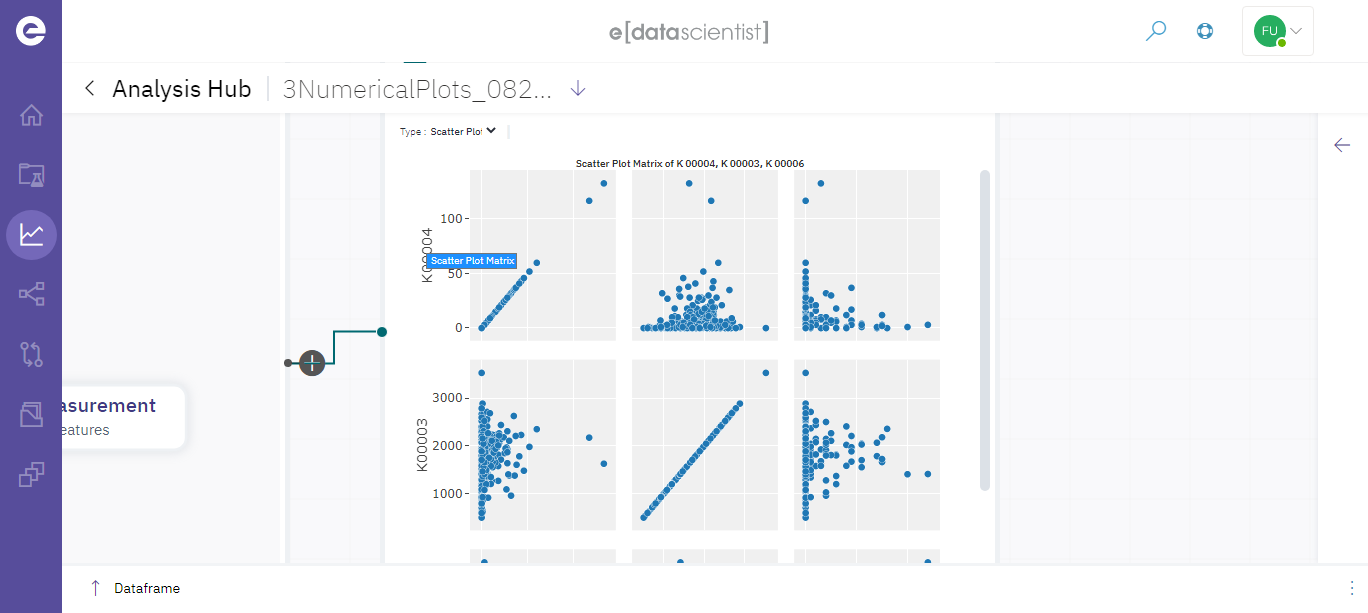 e[datascientist]
FU
Analysis Hub
3NumericalPlots_082...
Type : Scatter Plot
Scatter Plot Matrix of K 00004, K 00003, K 00006
100
50
0
K00004
Scatter Plot Matrix
3000
2000
1000
K00003
asurement
eatures
Dataframe